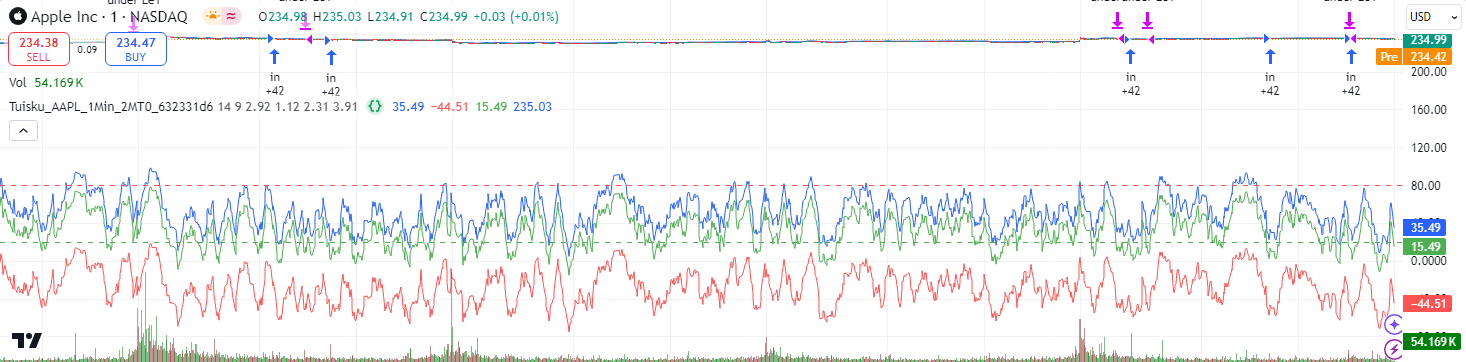 Apple Inc · 1 · NASDAQ O234.98 H235.03 L234.91 C234.99 +0.03 (+0.01%)
USD
234.38
SELL
0.09
234.47
BUY
234.99
Pre 234.42
Vol 54.169K
200.00
in
+42
in
+42
in
+42
in
+42
in
+42
Tuisku_AAPL_1Min_2MT0_632331d6 14 9 2.92 1.12 2.31 3.91 {} 35.49 −44.51 15.49 235.03
160.00
120.00
80.00
35.49
15.49
0.0000
−44.51
54.169K